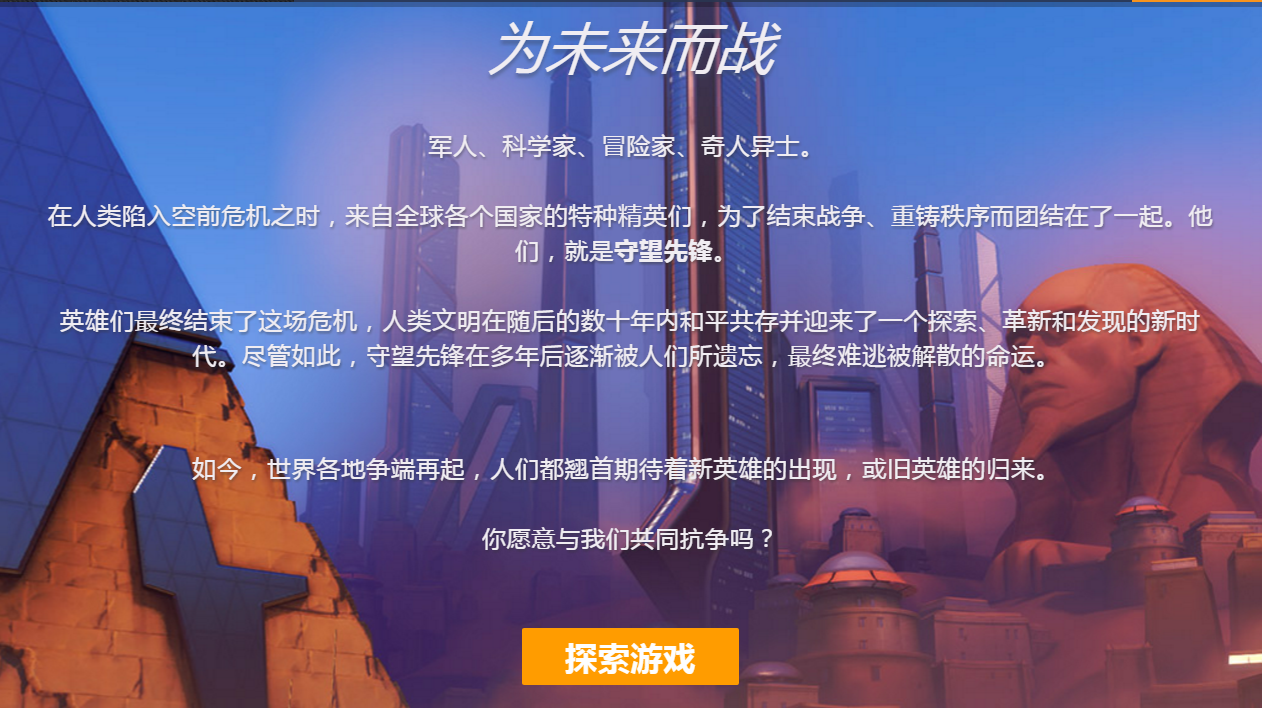 为未来而战
军人、科学家、冒险家、奇人异士。
在人类陷入空前危机之时，来自全球各个国家的特种精英们，为了结束战争、重铸秩序而团结在了一起。他
们，就是守望先锋。
英雄们最终结束了这场危机，人类文明在随后的数十年内和平共存并迎来了一个探索、革新和发现的新时
代。尽管如此，守望先锋在多年后逐渐被人们所遗忘，最终难逃被解散的命运。
如今，世界各地争端再起，人们都翘首期待着新英雄的出现，或旧英雄的归来。
你愿意与我们共同抗争吗？
探索游戏